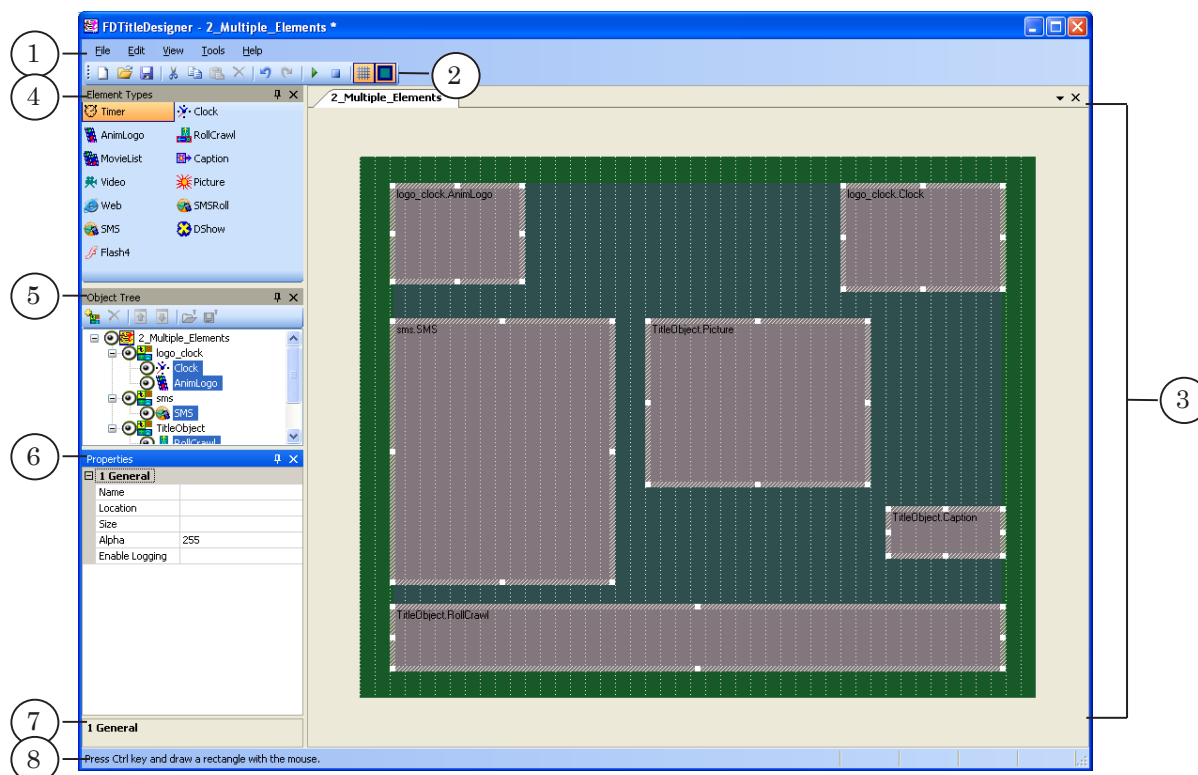 FDTitleDesigner - 2_Multiple_Elements *
1
File Edit View Tools Help
2
4
Element Types
2_Multiple_Elements
Timer Clock
AnimLogo RollCrawl
MovieList Caption
Video Picture
Web SMSRoll
SMS DShow
Flash4
logo_clock.AnimLogo
logo_clock.Clock
5
Object Tree
2_Multiple_Elements
logo_clock
Clock
AnimLogo
sms
SMS
TitleObject
RollCrawl
sms.SMS
TitleObject.Picture
3
6
Properties
1 General
Name
Location
Size
Alpha 255
Enable Logging
TitleObject.Caption
TitleObject.RollCrawl
7
1 General
8
Press Ctrl key and draw a rectangle with the mouse.